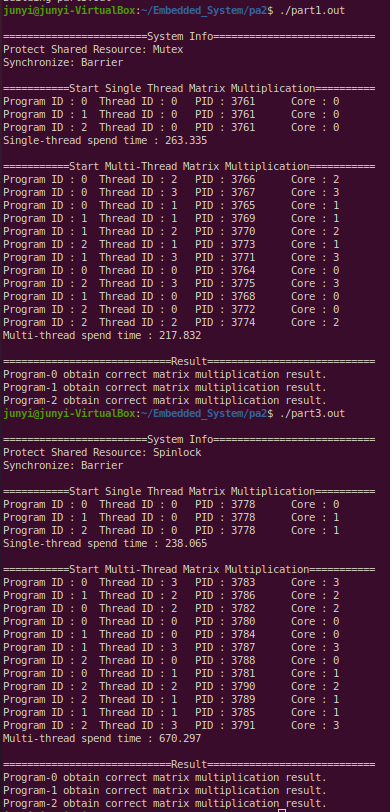 junyi@junyi-VirtualBox:~/Embedded_System/pa2$ ./part1.out
========================System Info===========================
Protect Shared Resource: Mutex
Synchronize: Barrier
===========Start Single Thread Matrix Multiplication==========
Program ID : 0  Thread ID : 0   PID : 3761      Core : 0
Program ID : 1  Thread ID : 0   PID : 3761      Core : 0
Program ID : 2  Thread ID : 0   PID : 3761      Core : 0
Single-thread spend time : 263.335
===========Start Multi-Thread Matrix Multiplication===========
Program ID : 0  Thread ID : 2   PID : 3766      Core : 2
Program ID : 0  Thread ID : 3   PID : 3767      Core : 3
Program ID : 0  Thread ID : 1   PID : 3765      Core : 1
Program ID : 1  Thread ID : 1   PID : 3769      Core : 1
Program ID : 1  Thread ID : 2   PID : 3770      Core : 2
Program ID : 2  Thread ID : 1   PID : 3773      Core : 1
Program ID : 1  Thread ID : 3   PID : 3771      Core : 3
Program ID : 0  Thread ID : 0   PID : 3764      Core : 0
Program ID : 2  Thread ID : 3   PID : 3775      Core : 3
Program ID : 1  Thread ID : 0   PID : 3768      Core : 0
Program ID : 2  Thread ID : 0   PID : 3772      Core : 0
Program ID : 2  Thread ID : 2   PID : 3774      Core : 2
Multi-thread spend time : 217.832
================================Result============================
Program-0 obtain correct matrix multiplication result.
Program-1 obtain correct matrix multiplication result.
Program-2 obtain correct matrix multiplication result.
junyi@junyi-VirtualBox:~/Embedded_System/pa2$ ./part3.out
========================System Info===========================
Protect Shared Resource: Spinlock
Synchronize: Barrier
===========Start Single Thread Matrix Multiplication==========
Program ID : 0  Thread ID : 0   PID : 3778      Core : 0
Program ID : 1  Thread ID : 0   PID : 3778      Core : 1
Program ID : 2  Thread ID : 0   PID : 3778      Core : 1
Single-thread spend time : 238.065
===========Start Multi-Thread Matrix Multiplication===========
Program ID : 0  Thread ID : 3   PID : 3783      Core : 3
Program ID : 1  Thread ID : 2   PID : 3786      Core : 2
Program ID : 0  Thread ID : 2   PID : 3782      Core : 2
Program ID : 0  Thread ID : 0   PID : 3780      Core : 0
Program ID : 1  Thread ID : 0   PID : 3784      Core : 0
Program ID : 1  Thread ID : 3   PID : 3787      Core : 3
Program ID : 2  Thread ID : 0   PID : 3788      Core : 0
Program ID : 0  Thread ID : 1   PID : 3781      Core : 1
Program ID : 2  Thread ID : 2   PID : 3790      Core : 2
Program ID : 2  Thread ID : 1   PID : 3789      Core : 1
Program ID : 1  Thread ID : 1   PID : 3785      Core : 1
Program ID : 2  Thread ID : 3   PID : 3791      Core : 3
Multi-thread spend time : 670.297
================================Result============================
Program-0 obtain correct matrix multiplication result.
Program-1 obtain correct matrix multiplication result.
Program-2 obtain correct matrix multiplication result.